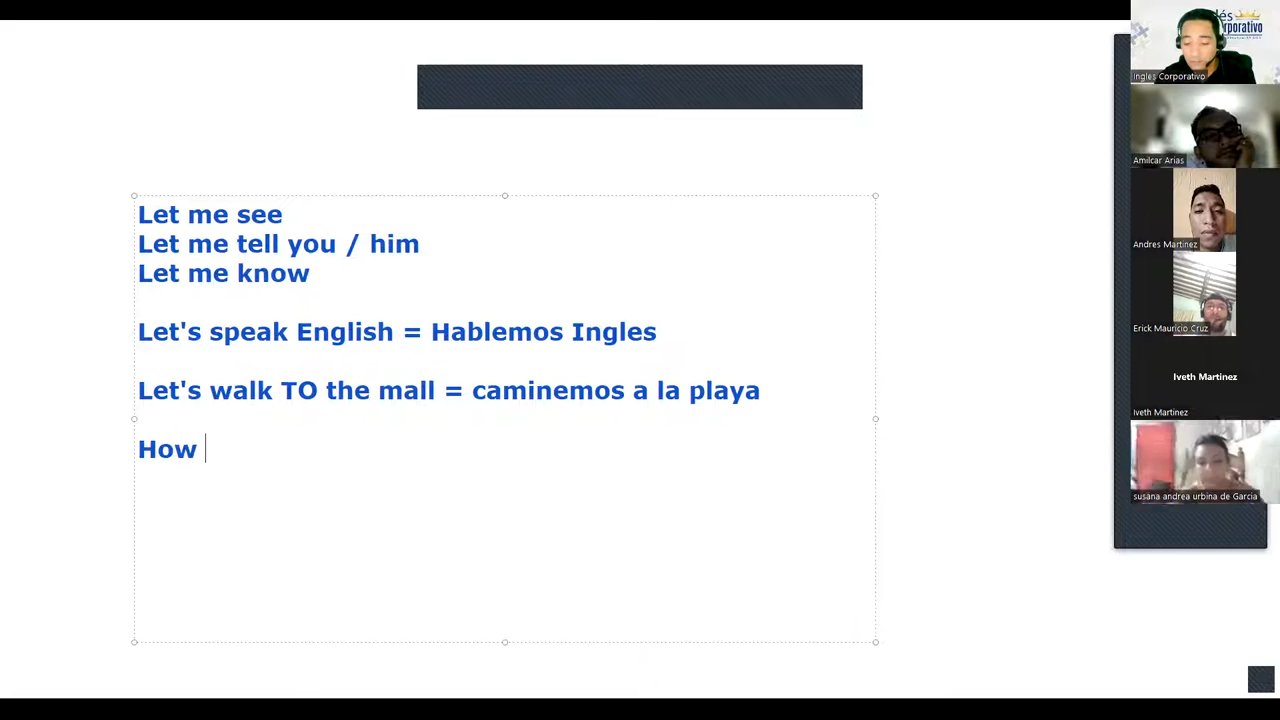 Let me see
Let me tell you / him
Let me know
Let's speak English = Hablemos Ingles
Let's walk TO the mall = caminemos a la playa
How
és
rporativo
Ingles Corporativo
Amilcar Arias
Andres Martinez
Erick Mauricio Cruz
Iveth Martinez
Iveth Martinez
susana andrea urbina de Garcia